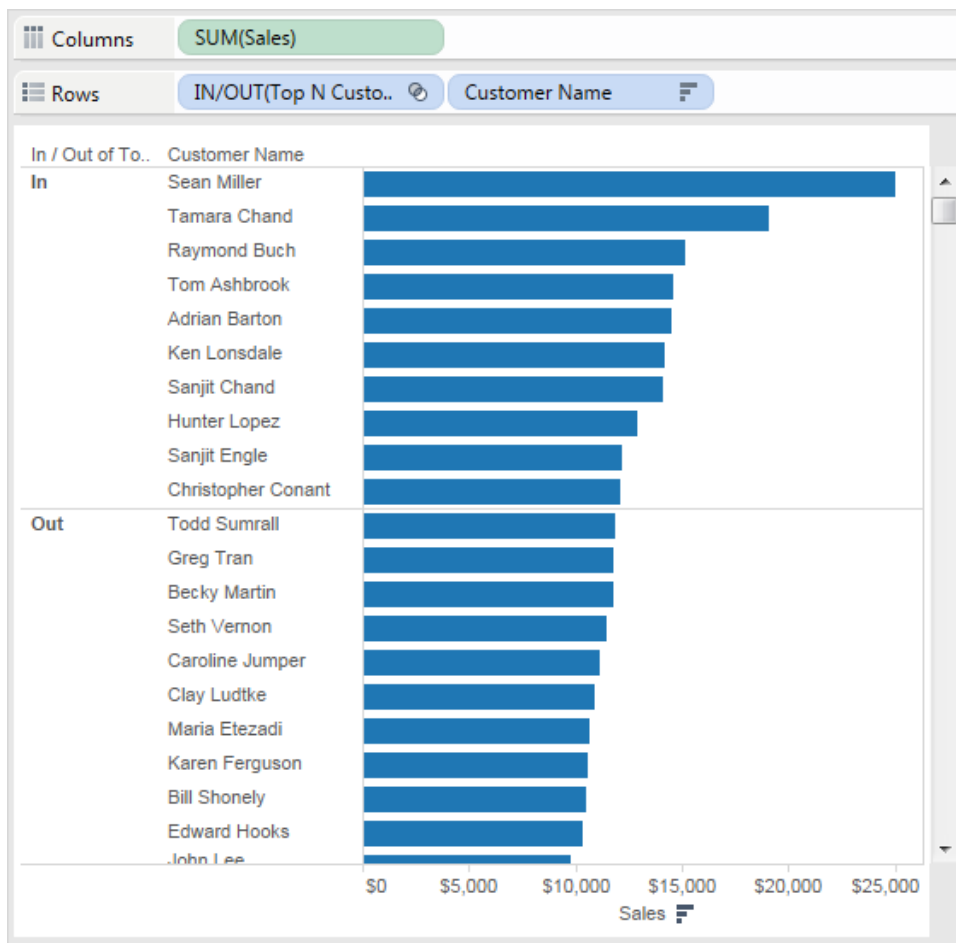 Columns SUM(Sales)
Rows IN/OUT(Top N Custo.. Customer Name
In / Out of To.. Customer Name
In Sean Miller
Tamara Chand
Raymond Buch
Tom Ashbrook
Adrian Barton
Ken Lonsdale
Sanjit Chand
Hunter Lopez
Sanjit Engle
Christopher Conant
Out Todd Sumrall
Greg Tran
Becky Martin
Seth Vernon
Caroline Jumper
Clay Ludtke
Maria Etezadi
Karen Ferguson
Bill Shonely
Edward Hooks
John Lee
$0 $5,000 $10,000 $15,000 $20,000 $25,000
Sales